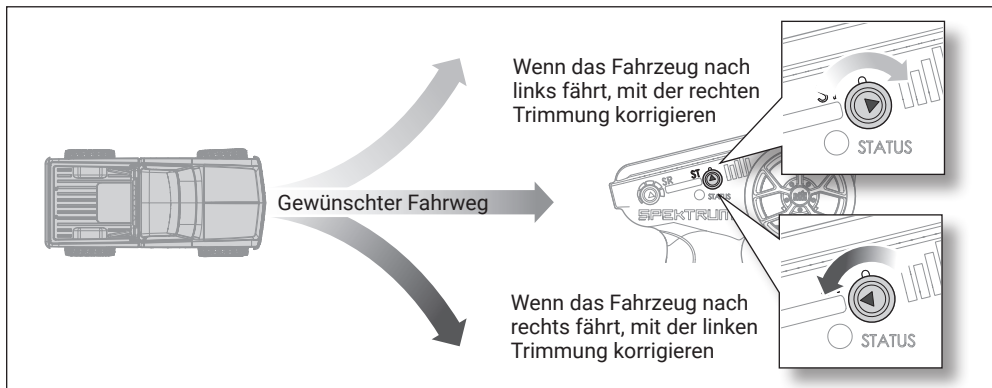 Wenn das Fahrzeug nach
links fährt, mit der rechten
Trimmung korrigieren
STATUS
Gewünschter Fahrweg
SR
ST
STATUS
SPEKTRUM
Wenn das Fahrzeug nach
rechts fährt, mit der linken
Trimmung korrigieren
STATUS